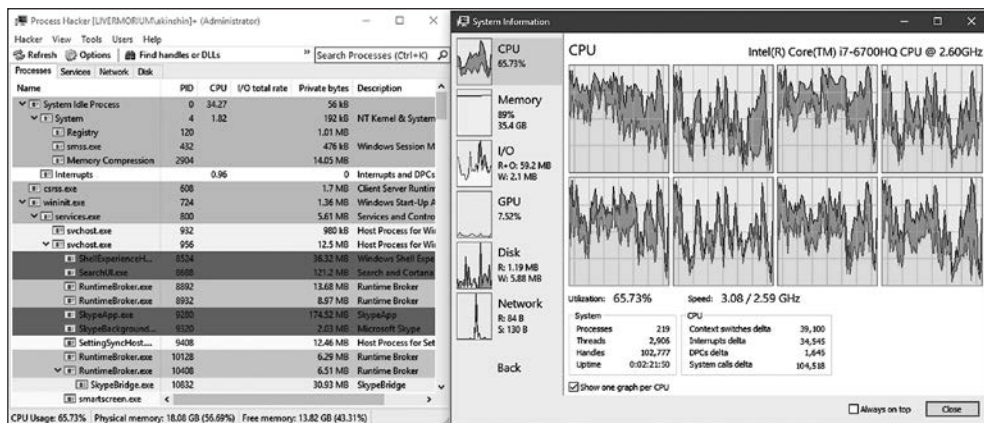 Process Hacker [LIVERMORIUM\akinshin]+ (Administrator)
Hacker View Tools Users Help
Refresh Options Find handles or DLLs » Search Processes (Ctrl+K)
Processes Services Network Disk
Name PID CPU I/O total rate Private bytes Description
System Idle Process 0 34.27 56 kB
System 4 1.82 192 kB NT Kernel & System
Registry 120 1.01 MB
smss.exe 432 476 kB Windows Session M
Memory Compression 2904 14.05 MB
Interrupts 0.96 0 Interrupts and DPCs
csrss.exe 608 1.7 MB Client Server Runtim
wininit.exe 724 1.36 MB Windows Start-Up A
services.exe 800 5.61 MB Services and Contro
svchost.exe 932 980 kB Host Process for Wi
svchost.exe 956 12.5 MB Host Process for Wi
ShellExperienceH... 8524 36.32 MB Windows Shell Expe
SearchUI.exe 8688 121.2 MB Search and Cortana
RuntimeBroker.exe 8892 13.68 MB Runtime Broker
RuntimeBroker.exe 8932 8.97 MB Runtime Broker
SkypeApp.exe 9280 174.52 MB SkypeApp
SkypeBackground... 9320 2.03 MB Microsoft Skype
SettingSyncHost.... 9408 12.46 MB Host Process for Set
RuntimeBroker.exe 10128 6.29 MB Runtime Broker
RuntimeBroker.exe 10408 6.51 MB Runtime Broker
SkypeBridge.exe 10832 30.93 MB SkypeBridge
smartscreen.exe
CPU Usage: 65.73% Physical memory: 18.08 GB (56.69%) Free memory: 13.82 GB (43.31%)
System Information
CPU
65.73%
Memory
89%
35.4 GB
I/O
R+O: 59.2 MB
W: 2.1 MB
GPU
7.52%
Disk
R: 1.19 MB
W: 5.88 MB
Network
R: 84 B
S: 130 B
Back
CPU Intel(R) Core(TM) i7-6700HQ CPU @ 2.60GHz
Utilization: 65.73% Speed: 3.08 / 2.59 GHz
System
Processes 219
Threads 2,906
Handles 102,777
Uptime 0:02:21:50
CPU
Context switches delta 39,100
Interrupts delta 34,545
DPCs delta 1,645
System calls delta 104,518
Show one graph per CPU
Always on top Close